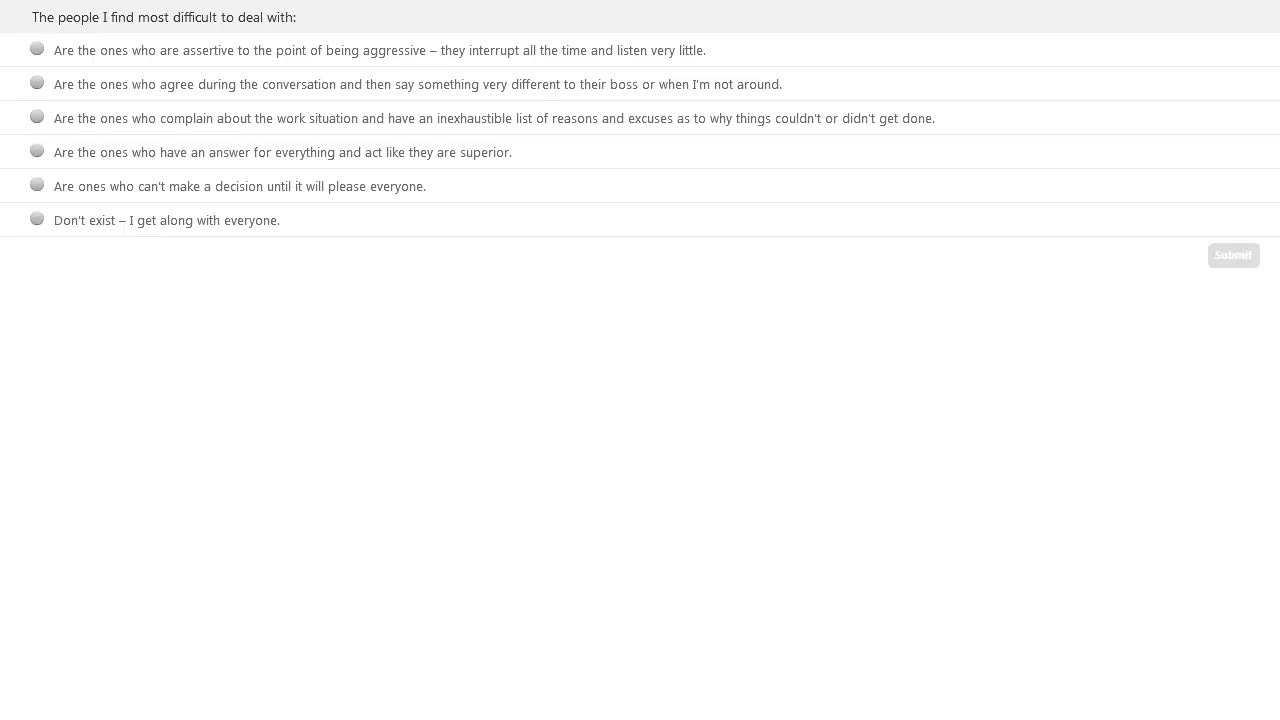 The people I find most difficult to deal with:
Are the ones who are assertive to the point of being aggressive – they interrupt all the time and listen very little.
Are the ones who agree during the conversation and then say something very different to their boss or when I'm not around.
Are the ones who complain about the work situation and have an inexhaustible list of reasons and excuses as to why things couldn't or didn't get done.
Are the ones who have an answer for everything and act like they are superior.
Are ones who can't make a decision until it will please everyone.
Don't exist – I get along with everyone.
Submit